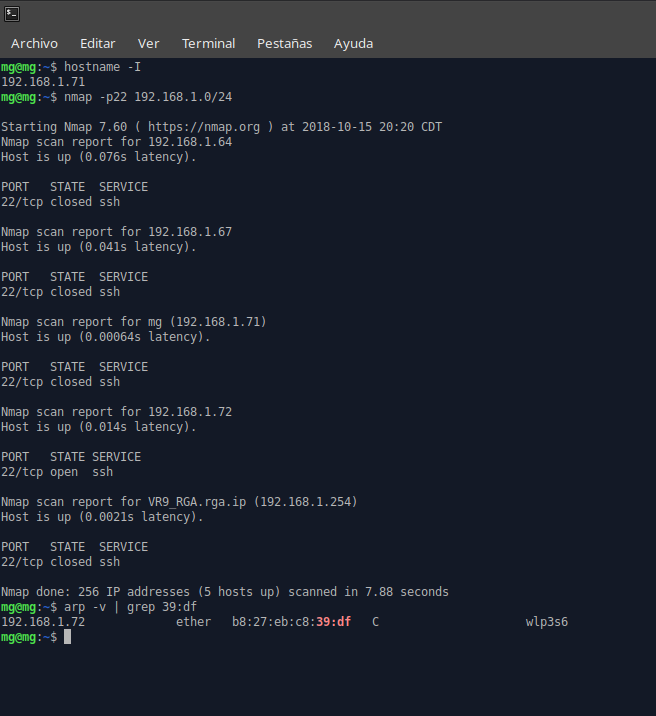 Archivo Editar Ver Terminal Pestañas Ayuda
mg@mg:~$ hostname -I
192.168.1.71
mg@mg:~$ nmap -p22 192.168.1.0/24
Starting Nmap 7.60 ( https://nmap.org ) at 2018-10-15 20:20 CDT
Nmap scan report for 192.168.1.64
Host is up (0.076s latency).
PORT   STATE  SERVICE
22/tcp closed ssh
Nmap scan report for 192.168.1.67
Host is up (0.041s latency).
PORT   STATE  SERVICE
22/tcp closed ssh
Nmap scan report for mg (192.168.1.71)
Host is up (0.00064s latency).
PORT   STATE  SERVICE
22/tcp closed ssh
Nmap scan report for 192.168.1.72
Host is up (0.014s latency).
PORT   STATE SERVICE
22/tcp open  ssh
Nmap scan report for VR9_RGA.rga.ip (192.168.1.254)
Host is up (0.0021s latency).
PORT   STATE  SERVICE
22/tcp closed ssh
Nmap done: 256 IP addresses (5 hosts up) scanned in 7.88 seconds
mg@mg:~$ arp -v | grep 39:df
192.168.1.72             ether   b8:27:eb:c8:39:df   C                     wlp3s6
mg@mg:~$